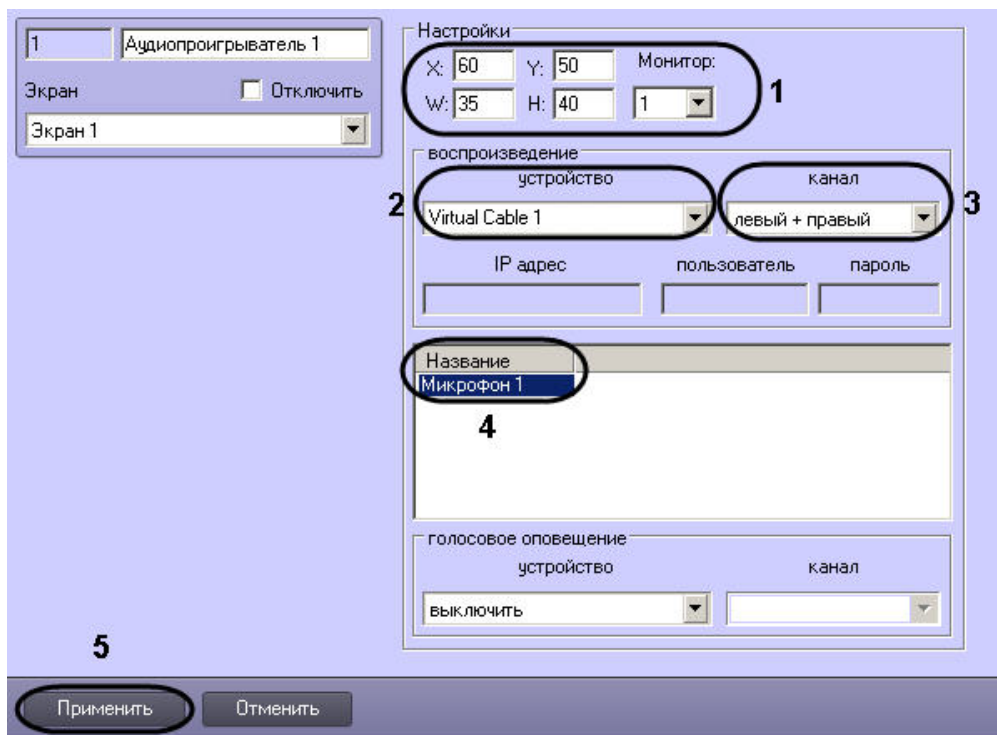 1 Аудиопроигрыватель 1
Экран Отключить
Экран 1
Настройки
X: 60 Y: 50 Монитор:
W: 35 H: 40 1
1
воспроизведение
устройство канал
2 Virtual Cable 1 левый + правый 3
IP адрес пользователь пароль
Название
Микрофон 1
4
голосовое оповещение
устройство канал
выключить
5
Применить Отменить